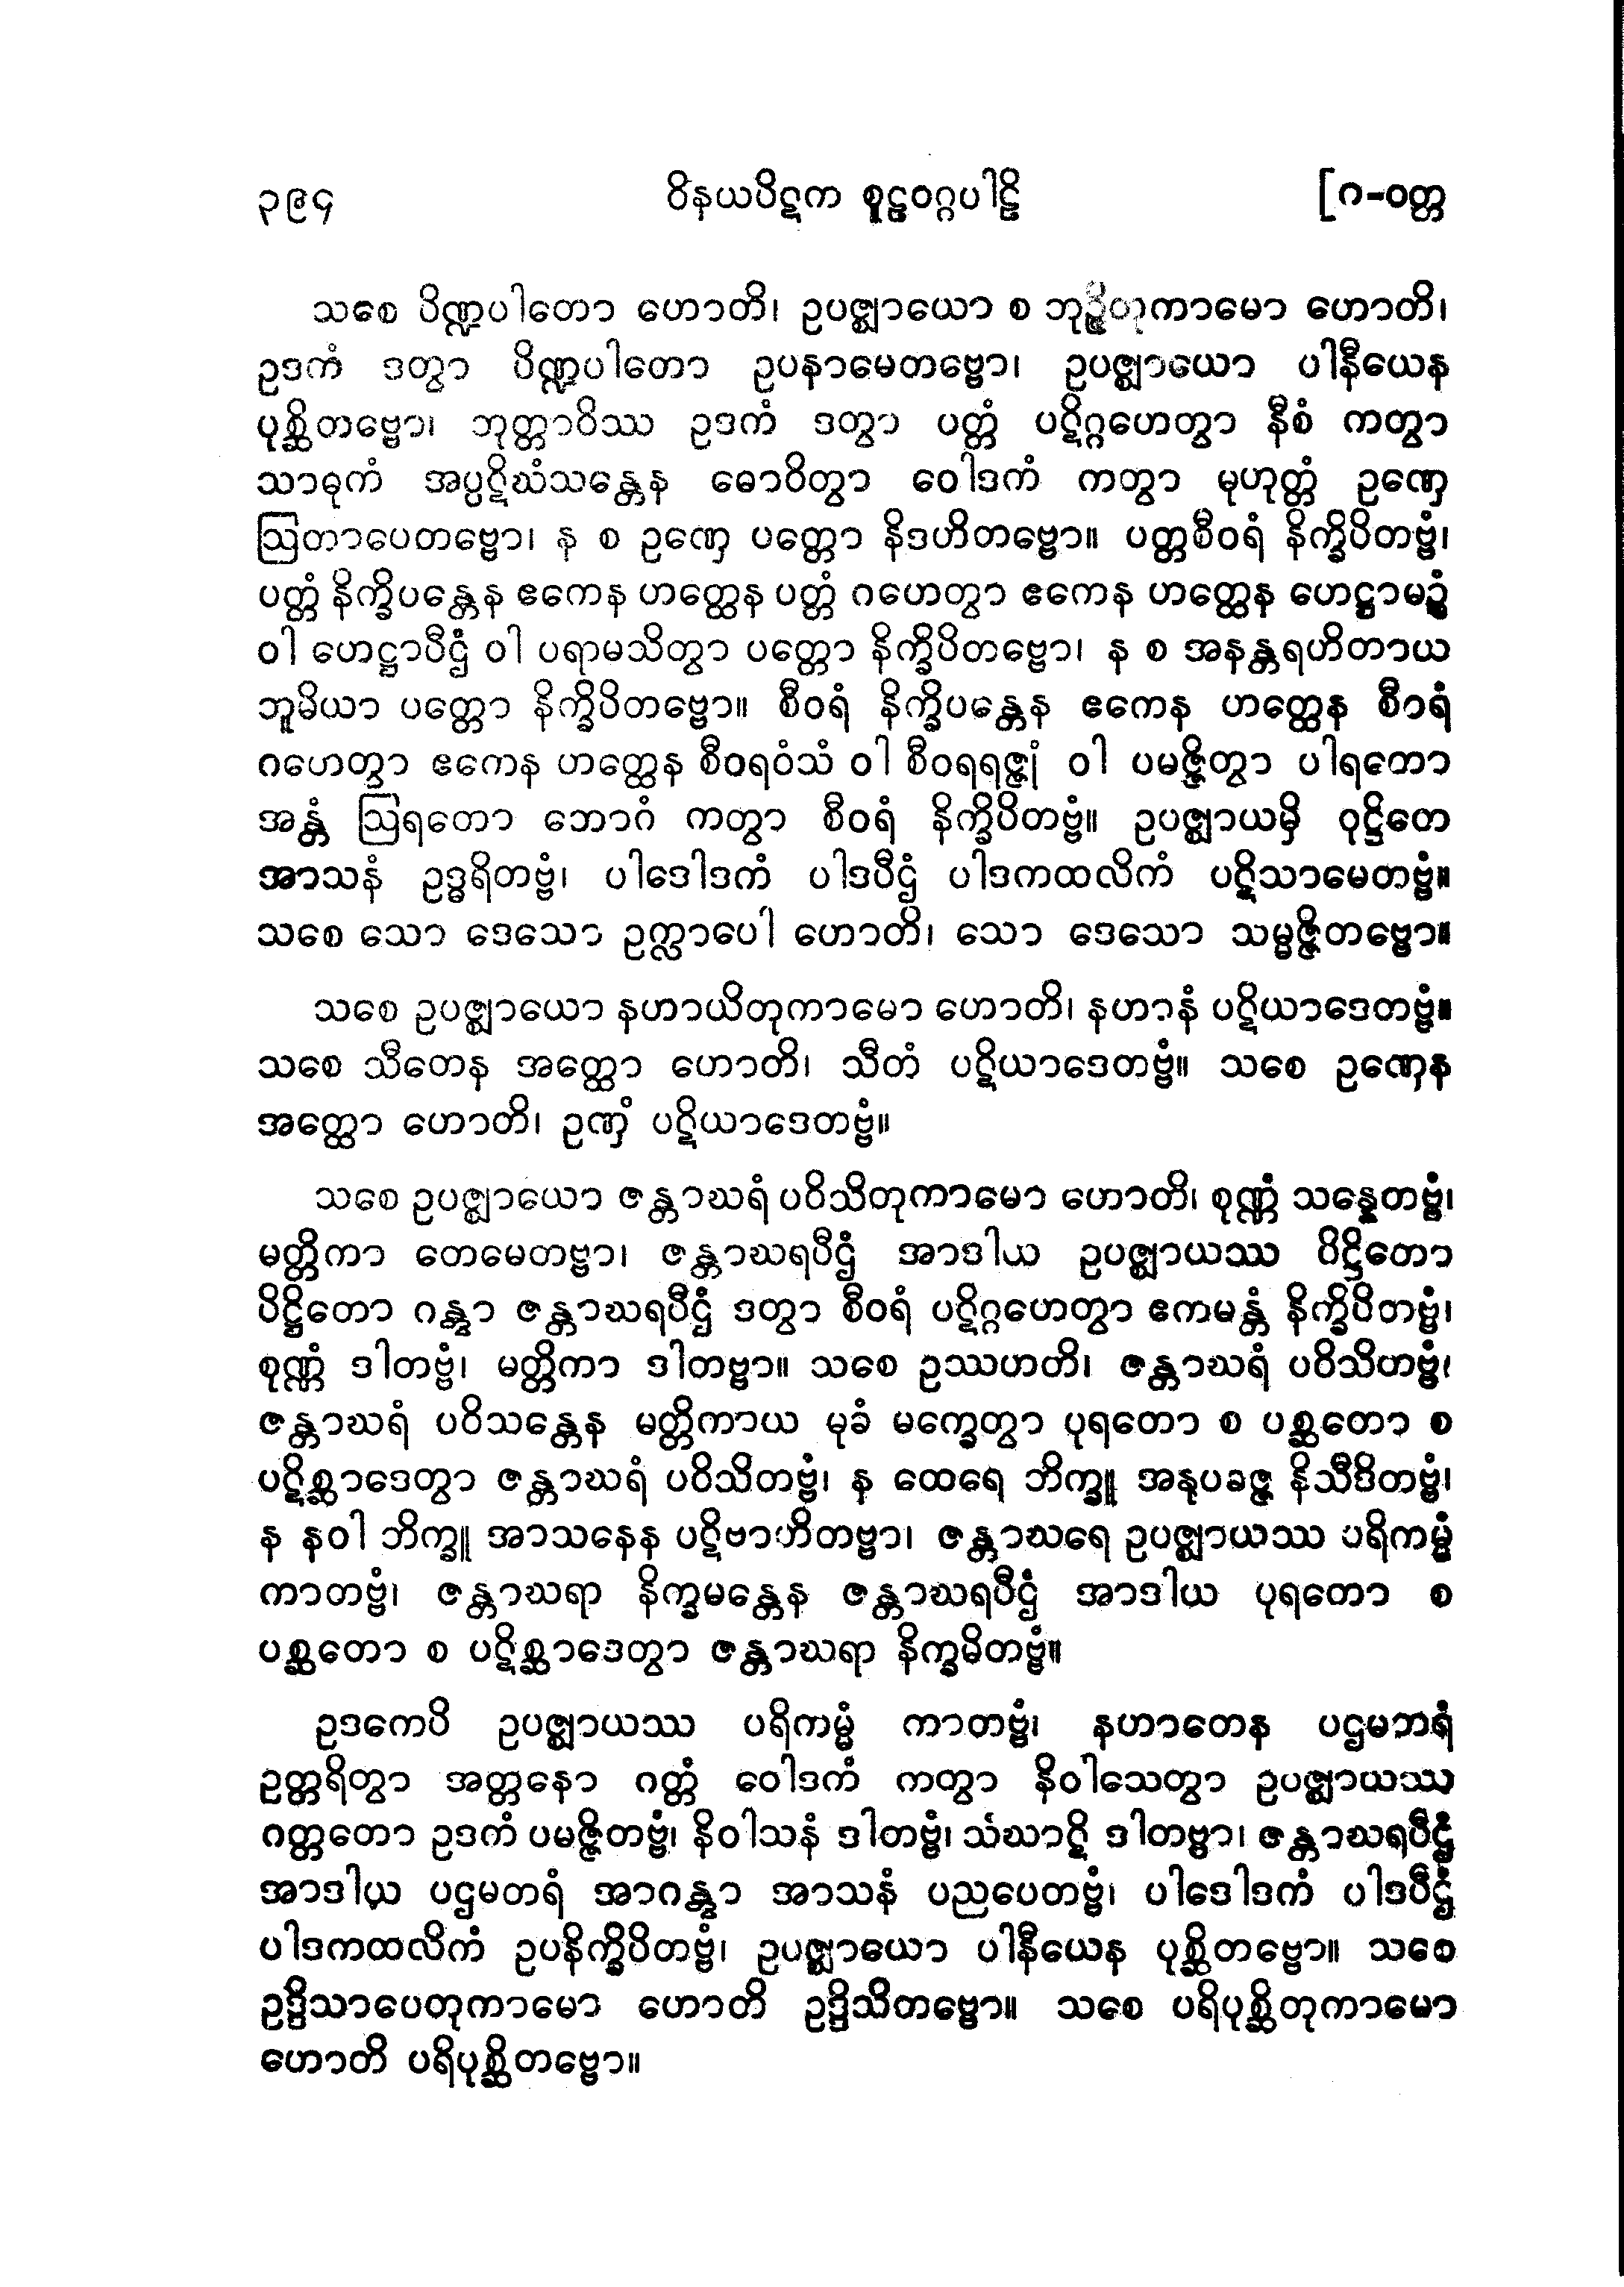 ၃၉၄ ဝိနယပိဋက စူဠဝဂ္ဂပါဠိ [ဂ-ဝတ္တ
သစေ ပိဏ္ဍပါတော ဟောတိ၊ ဥပဇ္ဈာယော စ ဘုဉ္ဇိတုကာမော ဟောတိ၊
ဥဒကံ ဒတွာ ပိဏ္ဍပါတော ဥပနာမေတဗ္ဗော၊ ဥပဇ္ဈာယော ပါနီယေန
ပုစ္ဆိတဗ္ဗော၊ ဘုတ္တာဝိဿ ဥဒကံ ဒတွာ ပတ္တံ ပဋိဂ္ဂဟေတွာ နီစံ ကတွာ
သာဓုကံ အပ္ပဋိဃံသန္တေန ဓောဝိတွာ ဝေါဒကံ ကတွာ မုဟုတ္တံ ဥဏှေ
ဩတာပေတဗ္ဗော၊ န စ ဥဏှေ ပတ္တော နိဒဟိတဗ္ဗော။ ပတ္တစီဝရံ နိက္ခိပိတဗ္ဗံ၊
ပတ္တံ နိက္ခိပန္တေန ဧကေန ဟတ္ထေန ပတ္တံ ဂဟေတွာ ဧကေန ဟတ္ထေန ဟေဋ္ဌာမဉ္စံ
ဝါ ဟေဋ္ဌာပီဌံ ဝါ ပရာမသိတွာ ပတ္တော နိက္ခိပိတဗ္ဗော၊ န စ အနန္တရဟိတာယ
ဘူမိယာ ပတ္တော နိက္ခိပိတဗ္ဗော။ စီဝရံ နိက္ခိပန္တေန ဧကေန ဟတ္ထေန စီဝရံ
ဂဟေတွာ ဧကေန ဟတ္ထေန စီဝရဝံသံ ဝါ စီဝရရဇ္ဇုံ ဝါ ပမဇ္ဇိတွာ ပါရတော
အန္တံ ဩရတော ဘောဂံ ကတွာ စီဝရံ နိက္ခိပိတဗ္ဗံ။ ဥပဇ္ဈာယမှိ ဝုဋ္ဌိတေ
အာသနံ ဥဒ္ဓရိတဗ္ဗံ၊ ပါဒေါဒကံ ပါဒပီဌံ ပါဒကထလိကံ ပဋိသာမေတဗ္ဗံ။
သစေ သော ဒေသော ဥက္လာပေါ ဟောတိ၊ သော ဒေသော သမ္မဇ္ဇိတဗ္ဗော။
သစေ ဥပဇ္ဈာယော နဟာယိတုကာမော ဟောတိ၊ နဟာနံ ပဋိယာဒေတဗ္ဗံ။
သစေ သီတေန အတ္ထော ဟောတိ၊ သီတံ ပဋိယာဒေတဗ္ဗံ။ သစေ ဥဏှေန
အတ္ထော ဟောတိ၊ ဥဏှံ ပဋိယာဒေတဗ္ဗံ။
သစေ ဥပဇ္ဈာယော ဇန္တာဃရံ ပဝိသိတုကာမော ဟောတိ၊ စုဏ္ဏံ သန္နေတဗ္ဗံ၊
မတ္တိကာ တေမေတဗ္ဗာ၊ ဇန္တာဃရပီဌံ အာဒါယ ဥပဇ္ဈာယဿ ပိဋ္ဌိတော
ပိဋ္ဌိတော ဂန္တွာ ဇန္တာဃရပီဌံ ဒတွာ စီဝရံ ပဋိဂ္ဂဟေတွာ ဧကမန္တံ နိက္ခိပိတဗ္ဗံ၊
စုဏ္ဏံ ဒါတဗ္ဗံ၊ မတ္တိကာ ဒါတဗ္ဗာ။ သစေ ဥဿဟတိ၊ ဇန္တာဃရံ ပဝိသိတဗ္ဗံ၊
ဇန္တာဃရံ ပဝိသန္တေန မတ္တိကာယ မုခံ မက္ခေတွာ ပုရတော စ ပစ္ဆတော စ
ပဋိစ္ဆာဒေတွာ ဇန္တာဃရံ ပဝိသိတဗ္ဗံ၊ န ထေရေ ဘိက္ခူ အနုပခဇ္ဇ နိသီဒိတဗ္ဗံ၊
န နဝါ ဘိက္ခူ အာသနေန ပဋိဗာဟိတဗ္ဗာ၊ ဇန္တာဃရေ ဥပဇ္ဈာယဿ ပရိကမ္မံ
ကာတဗ္ဗံ၊ ဇန္တာဃရာ နိက္ခမန္တေန ဇန္တာဃရပီဌံ အာဒါယ ပုရတော စ
ပစ္ဆတော စ ပဋိစ္ဆာဒေတွာ ဇန္တာဃရာ နိက္ခမိတဗ္ဗံ။
ဥဒကေပိ ဥပဇ္ဈာယဿ ပရိကမ္မံ ကာတဗ္ဗံ၊ နဟာတေန ပဌမတရံ
ဥတ္တရိတွာ အတ္တနော ဂတ္တံ ဝေါဒကံ ကတွာ နိဝါသေတွာ ဥပဇ္ဈာယဿ
ဂတ္တတော ဥဒကံ ပမဇ္ဇိတဗ္ဗံ၊ နိဝါသနံ ဒါတဗ္ဗံ၊ သံဃာဋိ ဒါတဗ္ဗာ၊ ဇန္တာဃရပီဌံ
အာဒါယ ပဌမတရံ အာဂန္တွာ အာသနံ ပညပေတဗ္ဗံ၊ ပါဒေါဒကံ ပါဒပီဌံ
ပါဒကထလိကံ ဥပနိက္ခိပိတဗ္ဗံ၊ ဥပဇ္ဈာယော ပါနီယေန ပုစ္ဆိတဗ္ဗော။ သစေ
ဥဒ္ဒိသာပေတုကာမော ဟောတိ ဥဒ္ဒိသိတဗ္ဗော။ သစေ ပရိပုစ္ဆိတုကာမော
ဟောတိ ပရိပုစ္ဆိတဗ္ဗော။